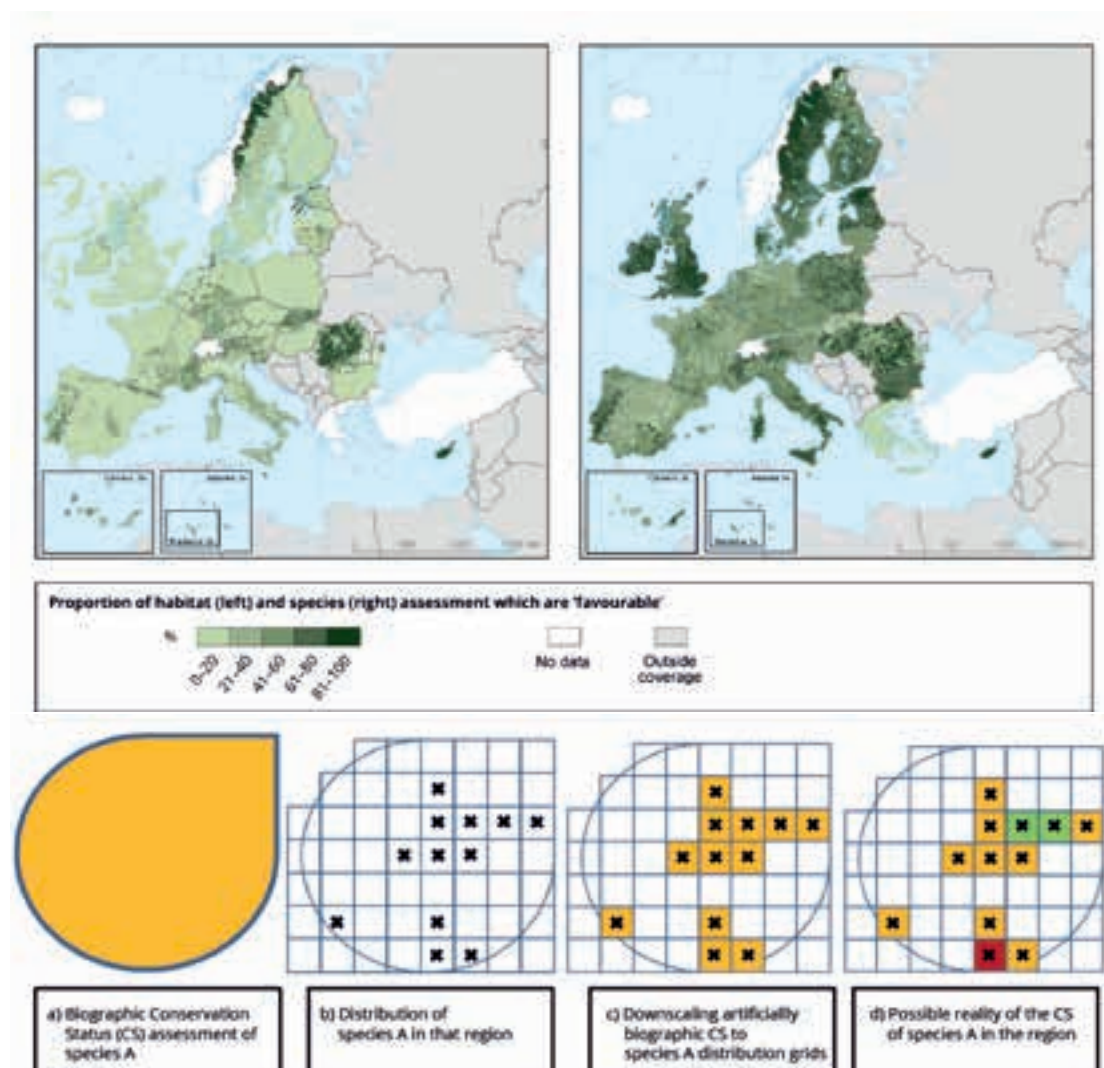 Proportion of habitat (left) and species (right) assessment which are 'favourable'
%
0-20
21-40
41-60
61-80
81-100
No data
Outside
coverage
a) Biographic Conservation
Status (CS) assessment of
species A
b) Distribution of
species A in that region
c) Downscaling artificiallly
biographic CS to
species A distribution grids
d) Possible reality of the CS
of species A in the region